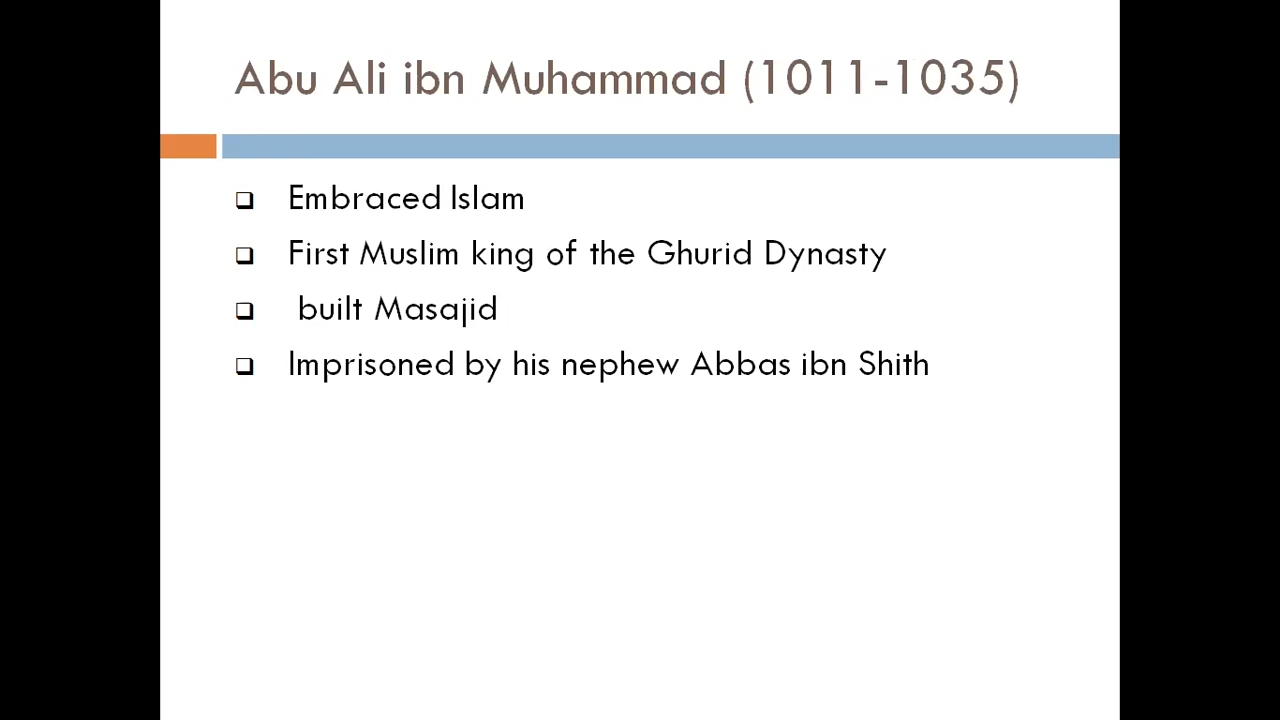 Abu Ali ibn Muhammad (1011-1035)
❑ Embraced Islam
❑ First Muslim king of the Ghurid Dynasty
❑ built Masajid
❑ Imprisoned by his nephew Abbas ibn Shith